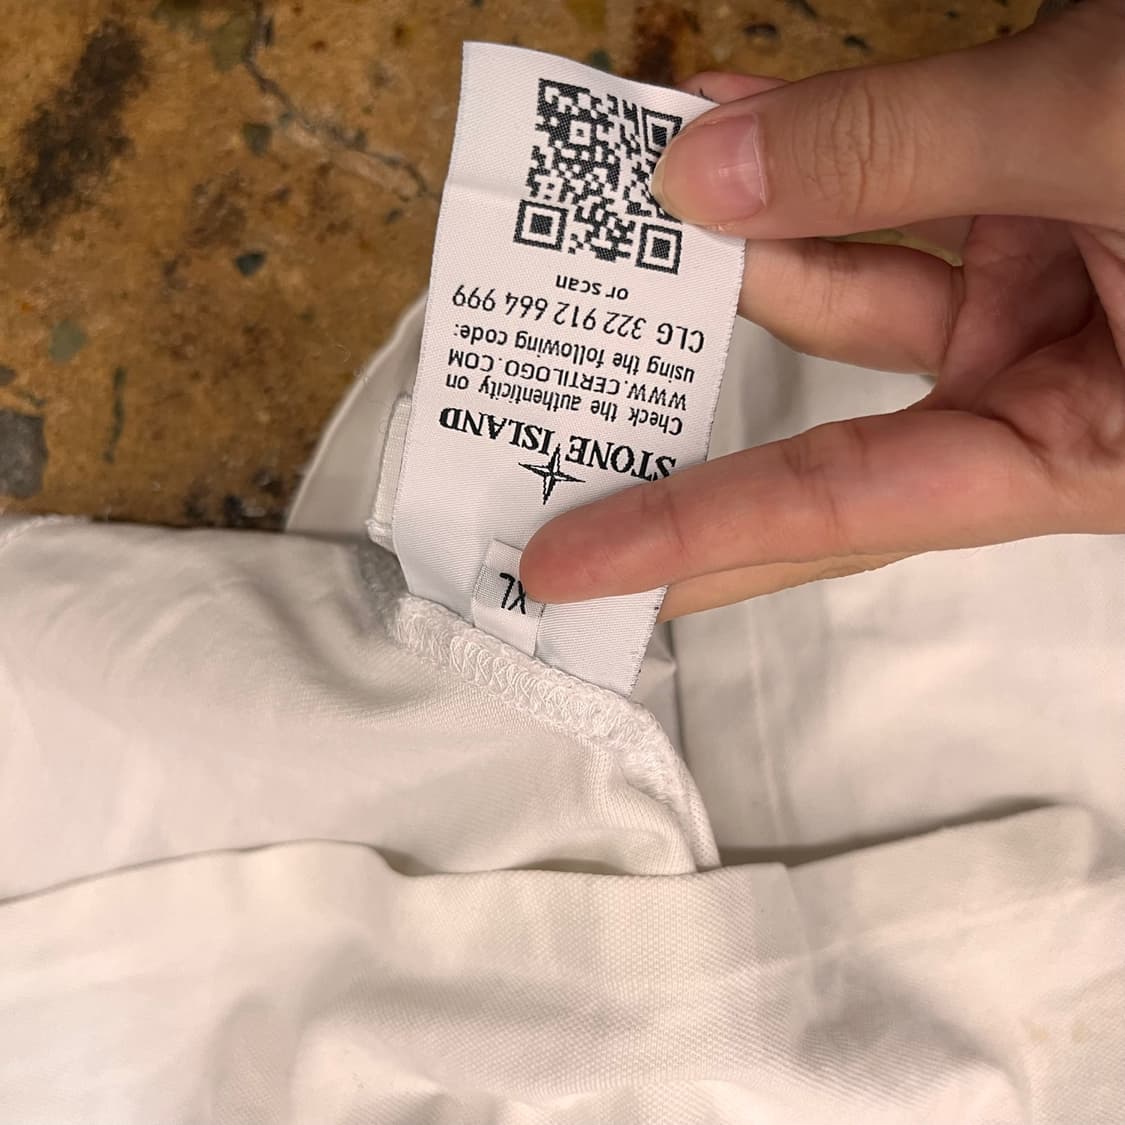 STONE ISLAND
Check the authenticity on
WWW.CERTILOGO.COM
using the following code:
CLG 322 912 664 999
or scan
XL